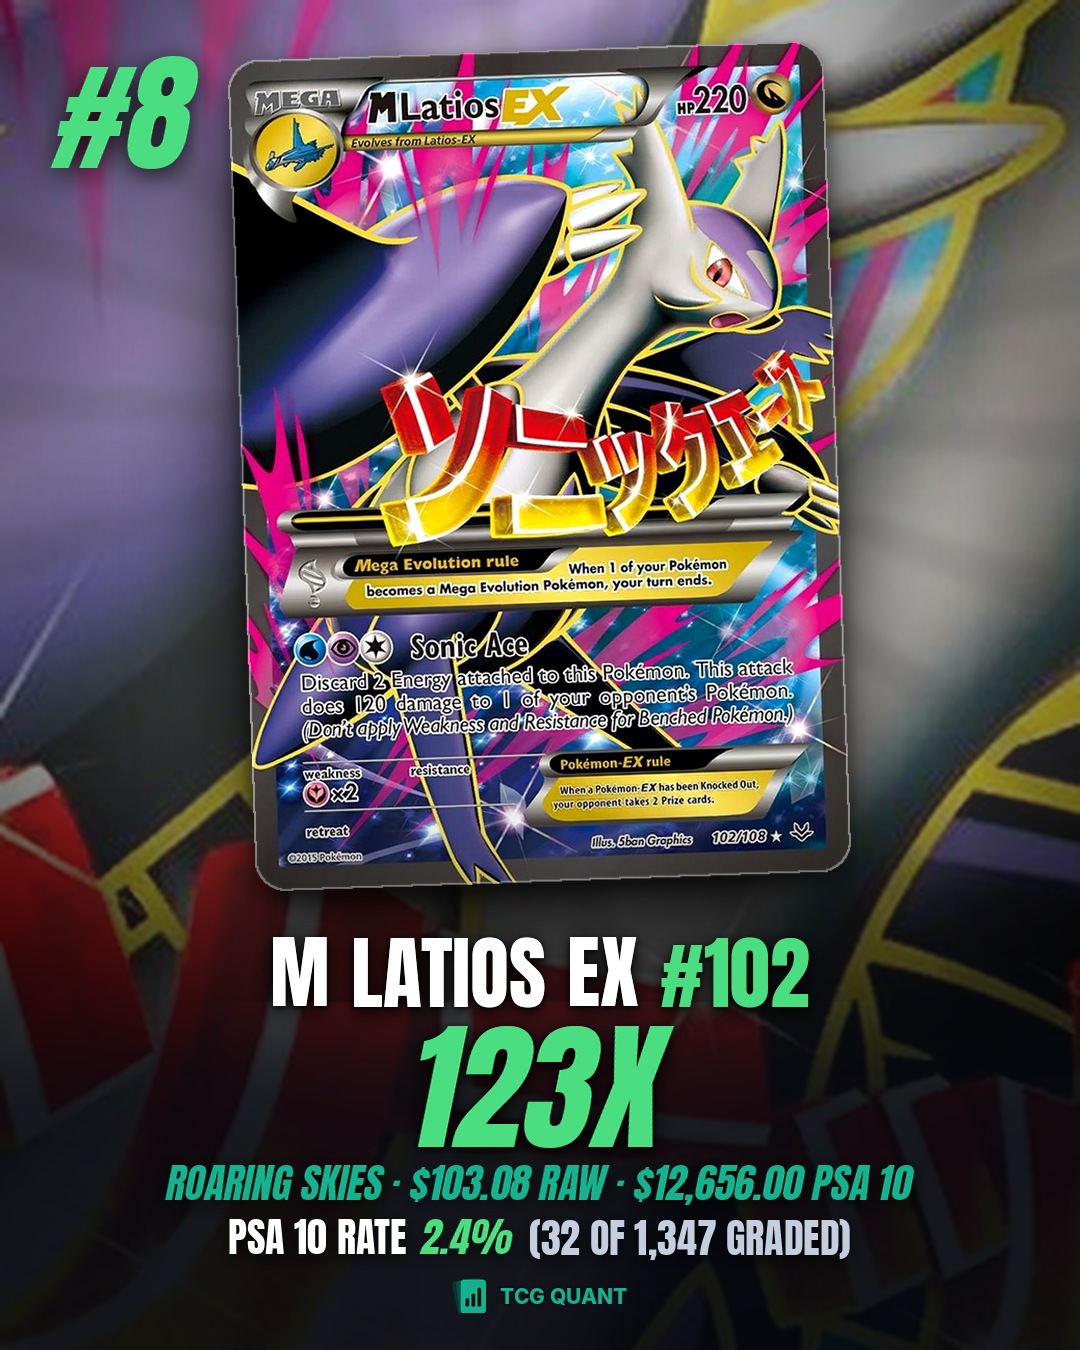 #8
MEGA
M Latios EX
HP 220
Evolves from Latios-EX
ソニックエース
Mega Evolution rule
When 1 of your Pokémon
becomes a Mega Evolution Pokémon, your turn ends.
Sonic Ace
Discard 2 Energy attached to this Pokémon. This attack
does 120 damage to 1 of your opponent's Pokémon.
(Don't apply Weakness and Resistance for Benched Pokémon.)
weakness
resistance
×2
retreat
Pokémon-EX rule
When a Pokémon-EX has been Knocked Out,
your opponent takes 2 Prize cards.
Illus. 5ban Graphics
102/108 ★
©2015 Pokémon
M LATIOS EX #102
123X
ROARING SKIES · $103.08 RAW · $12,656.00 PSA 10
PSA 10 RATE 2.4% (32 OF 1,347 GRADED)
TCG QUANT